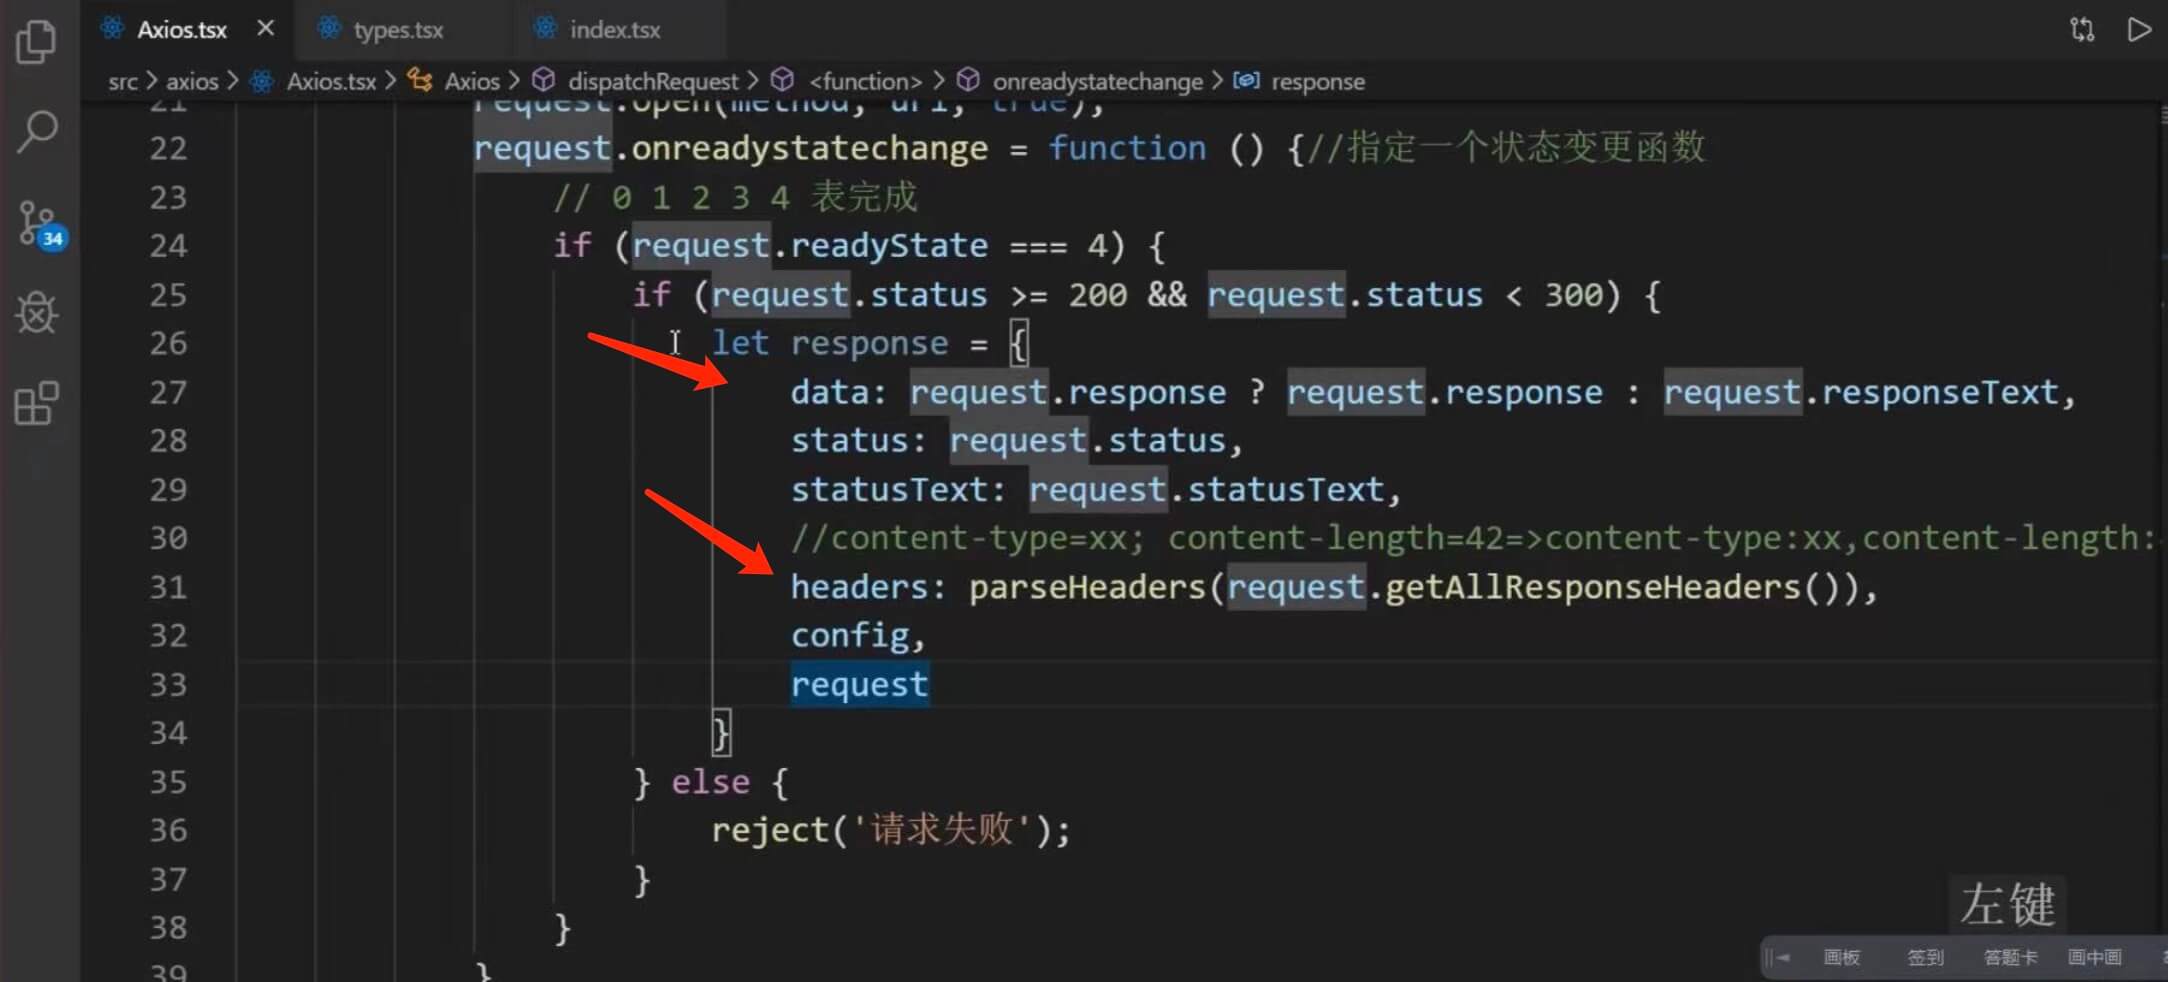 Axios.tsx types.tsx index.tsx
src > axios > Axios.tsx > Axios > dispatchRequest > <function> > onreadystatechange > response
21 request.open(method, url, true);
22 request.onreadystatechange = function () {//指定一个状态变更函数
23 // 0 1 2 3 4 表完成
34
24 if (request.readyState === 4) {
25 if (request.status >= 200 && request.status < 300) {
26 let response = {
27 data: request.response ? request.response : request.responseText,
28 status: request.status,
29 statusText: request.statusText,
30 //content-type=xx; content-length=42=>content-type:xx,content-length:
31 headers: parseHeaders(request.getAllResponseHeaders()),
32 config,
33 request
34 }
35 } else {
36 reject('请求失败');
37 }
38 }
39 }
左键
画板 签到 答题卡 画中画